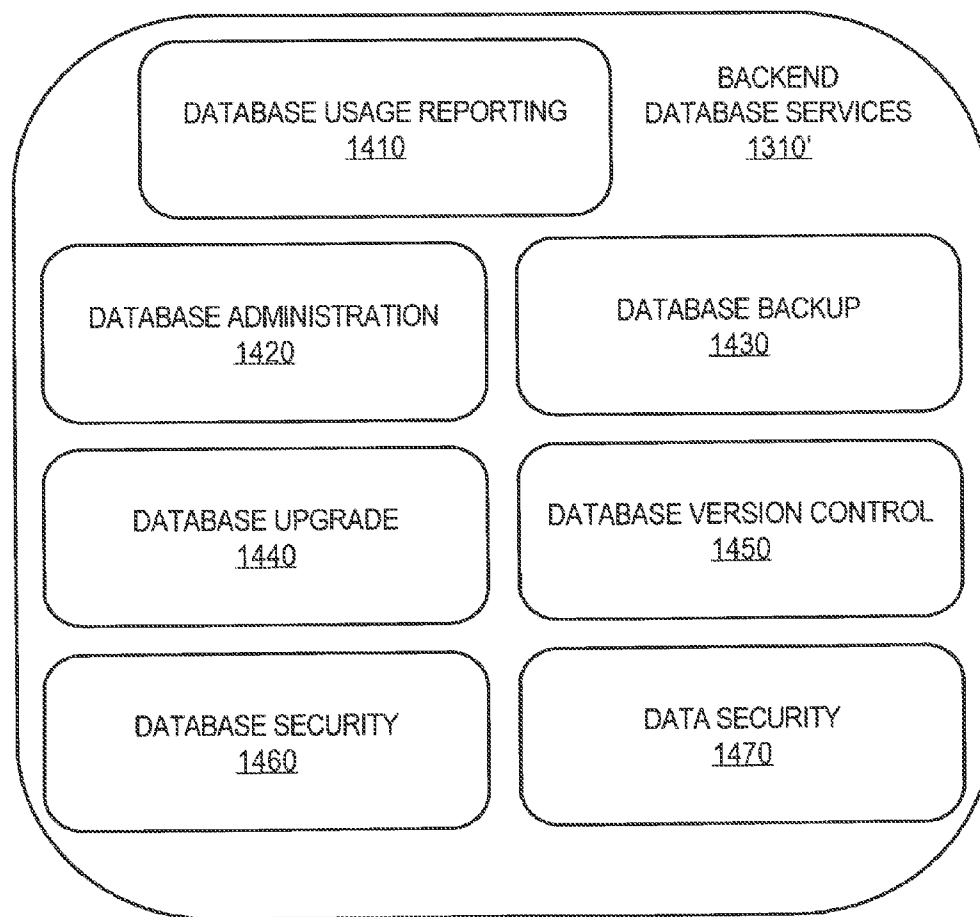 DATABASE USAGE REPORTING
1410
BACKEND
DATABASE SERVICES
1310'
DATABASE ADMINISTRATION
1420
DATABASE BACKUP
1430
DATABASE UPGRADE
1440
DATABASE VERSION CONTROL
1450
DATABASE SECURITY
1460
DATA SECURITY
1470